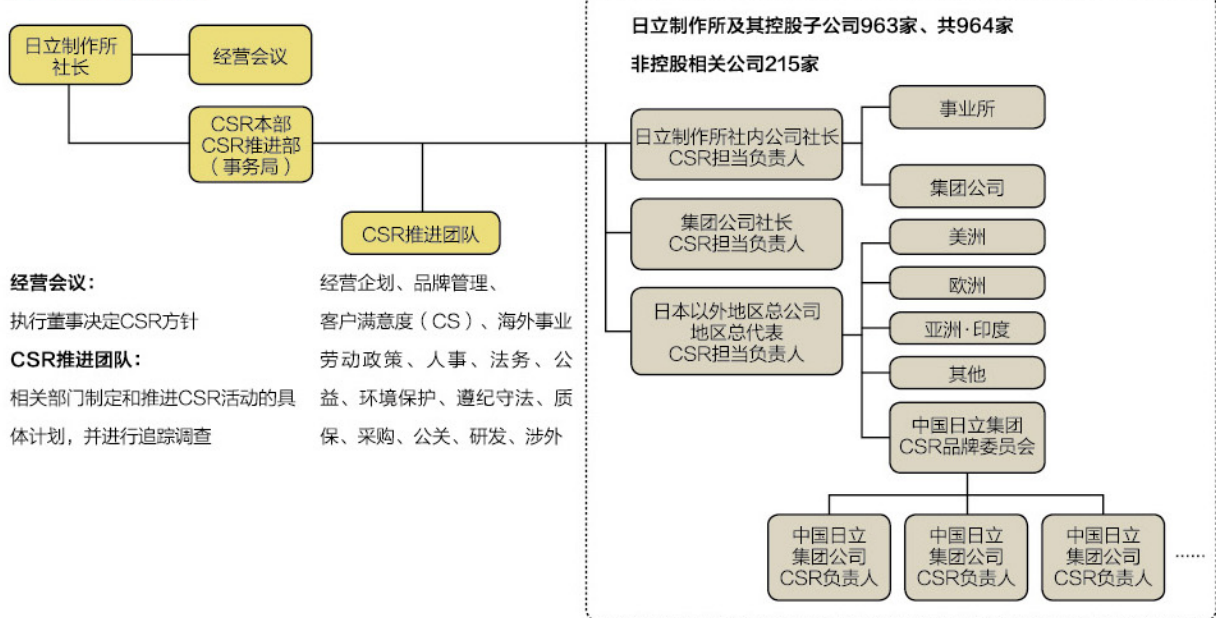 日立制作所
社长
经营会议
CSR本部
CSR推进部
（事务局）
CSR推进团队
经营会议：
执行董事决定CSR方针
CSR推进团队：
相关部门制定和推进CSR活动的具
体计划，并进行追踪调查
经营企划、品牌管理、
客户满意度（CS）、海外事业
劳动政策、人事、法务、公
益、环境保护、遵纪守法、质
保、采购、公关、研发、涉外
日立制作所及其控股子公司963家、共964家
非控股相关公司215家
日立制作所社内公司社长
CSR担当负责人
事业所
集团公司
集团公司社长
CSR担当负责人
日本以外地区总公司
地区总代表
CSR担当负责人
美洲
欧洲
亚洲·印度
其他
中国日立集团
CSR品牌委员会
中国日立
集团公司
CSR负责人
中国日立
集团公司
CSR负责人
中国日立
集团公司
CSR负责人
……